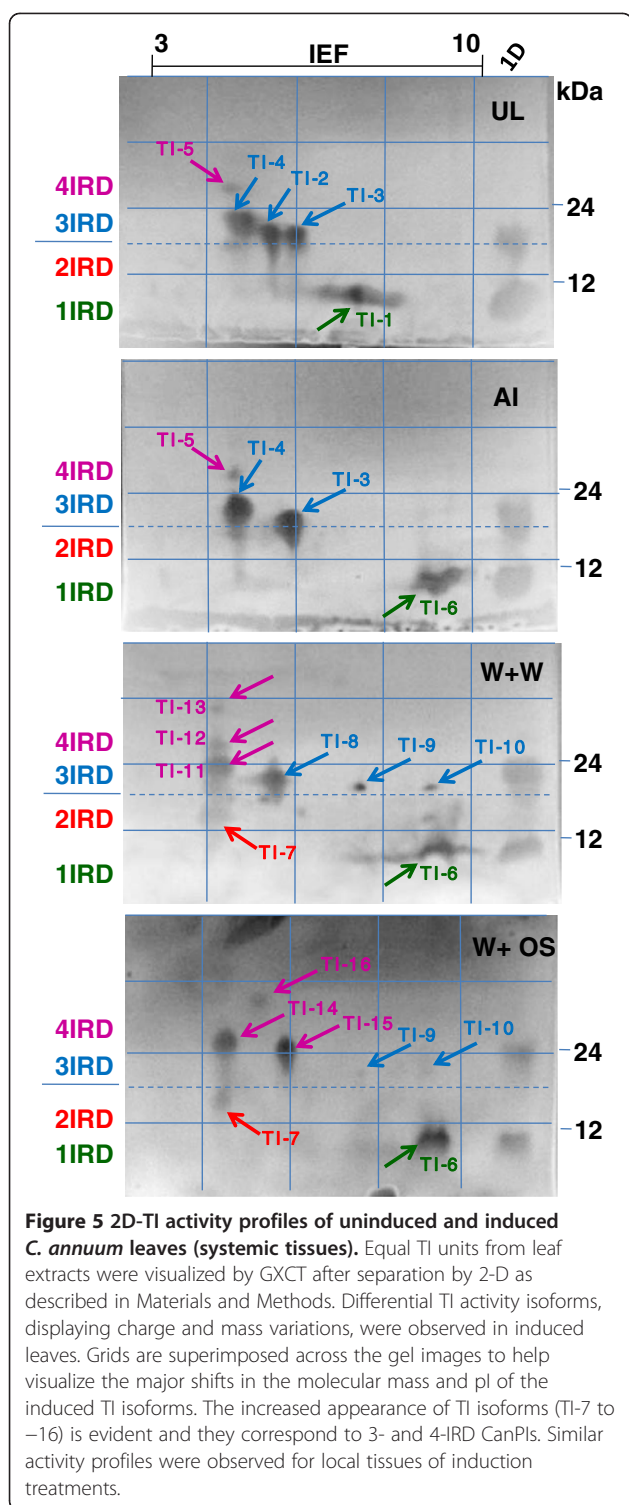 3 IEF 10 1D
kDa
UL
TI-5
TI-4
TI-2
TI-3
4IRD
24
3IRD
2IRD
12
1IRD
TI-1
AI
TI-5
TI-4
TI-3
4IRD
24
3IRD
2IRD
12
1IRD
TI-6
W+W
TI-13
TI-12
TI-8
TI-9
TI-10
4IRD
TI-11
24
3IRD
2IRD
12
TI-7
1IRD
TI-6
W+ OS
TI-16
TI-14
TI-15
TI-9
TI-10
4IRD
24
3IRD
2IRD
12
TI-7
1IRD
TI-6
Figure 5 2D-TI activity profiles of uninduced and induced
C. annuum leaves (systemic tissues). Equal TI units from leaf
extracts were visualized by GXCT after separation by 2-D as
described in Materials and Methods. Differential TI activity isoforms,
displaying charge and mass variations, were observed in induced
leaves. Grids are superimposed across the gel images to help
visualize the major shifts in the molecular mass and pI of the
induced TI isoforms. The increased appearance of TI isoforms (TI-7 to
−16) is evident and they correspond to 3- and 4-IRD CanPIs. Similar
activity profiles were observed for local tissues of induction
treatments.